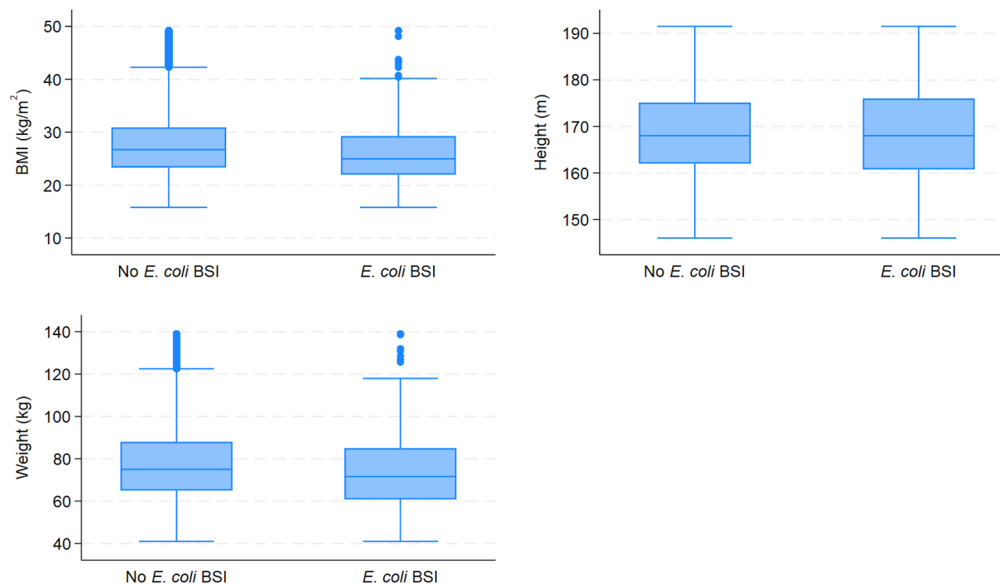 BMI (kg/m²)
50
40
30
20
10
No E. coli BSI
E. coli BSI
Height (m)
190
180
170
160
150
No E. coli BSI
E. coli BSI
Weight (kg)
140
120
100
80
60
40
No E. coli BSI
E. coli BSI